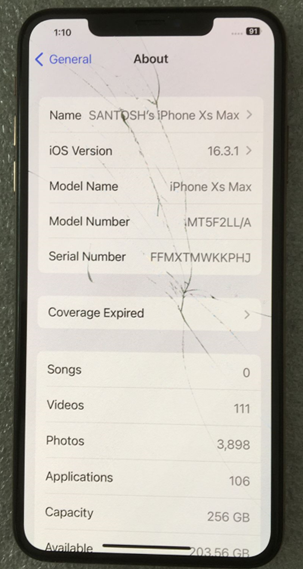 1:10
91
General
About
Name SANTOSH's iPhone Xs Max
iOS Version 16.3.1
Model Name iPhone Xs Max
Model Number MT5F2LL/A
Serial Number FFMXTMWKKPHJ
Coverage Expired
Songs 0
Videos 111
Photos 3,898
Applications 106
Capacity 256 GB
Available 203.56 GB